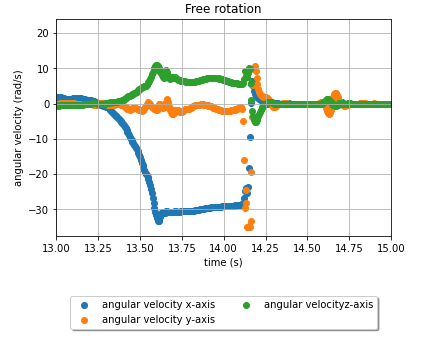 Free rotation
angular velocity (rad/s)
20
10
0
−10
−20
−30
13.00 13.25 13.50 13.75 14.00 14.25 14.50 14.75 15.00
time (s)
angular velocity x-axis
angular velocity y-axis
angular velocityz-axis